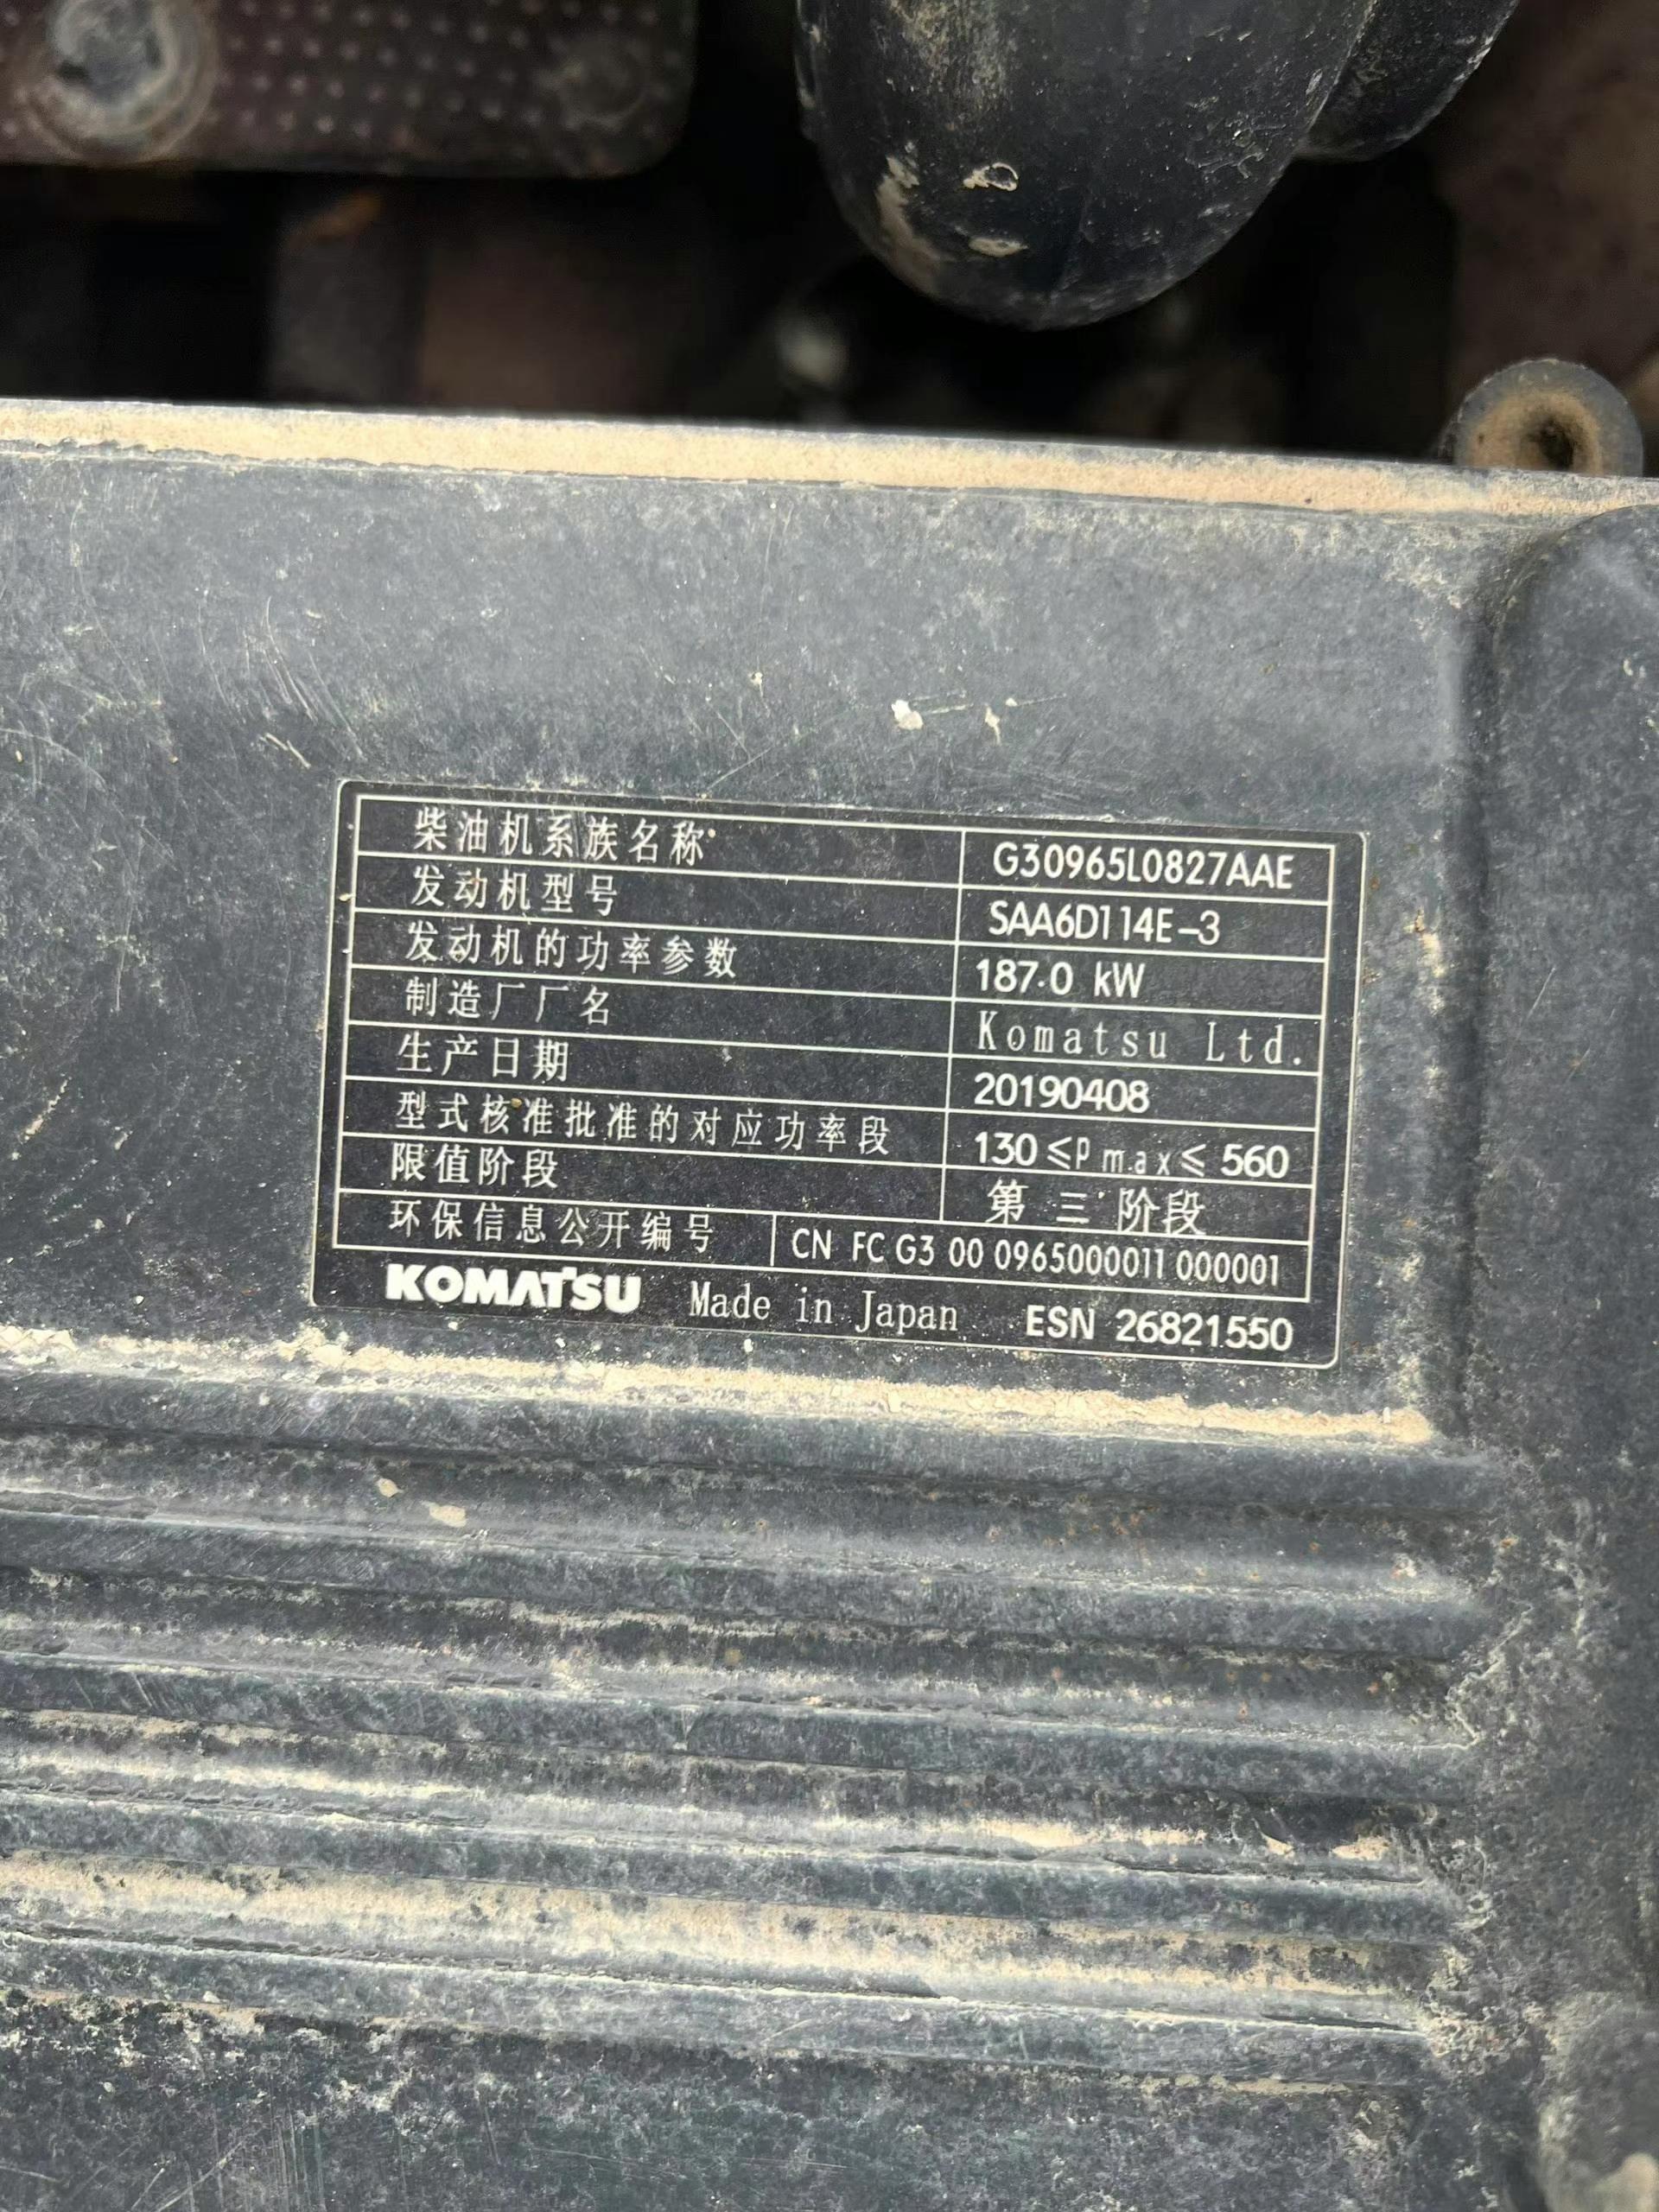 柴油机系族名称 G30965L0827AAE
发动机型号 SAA6D114E-3
发动机的功率参数 187.0 kW
制造厂厂名 Komatsu Ltd.
生产日期 20190408
型式核准批准的对应功率段 130≤P max≤560
限值阶段 第三阶段
环保信息公开编号 CN FC G3 00 0965000011 000001
KOMATSU Made in Japan ESN 26821550